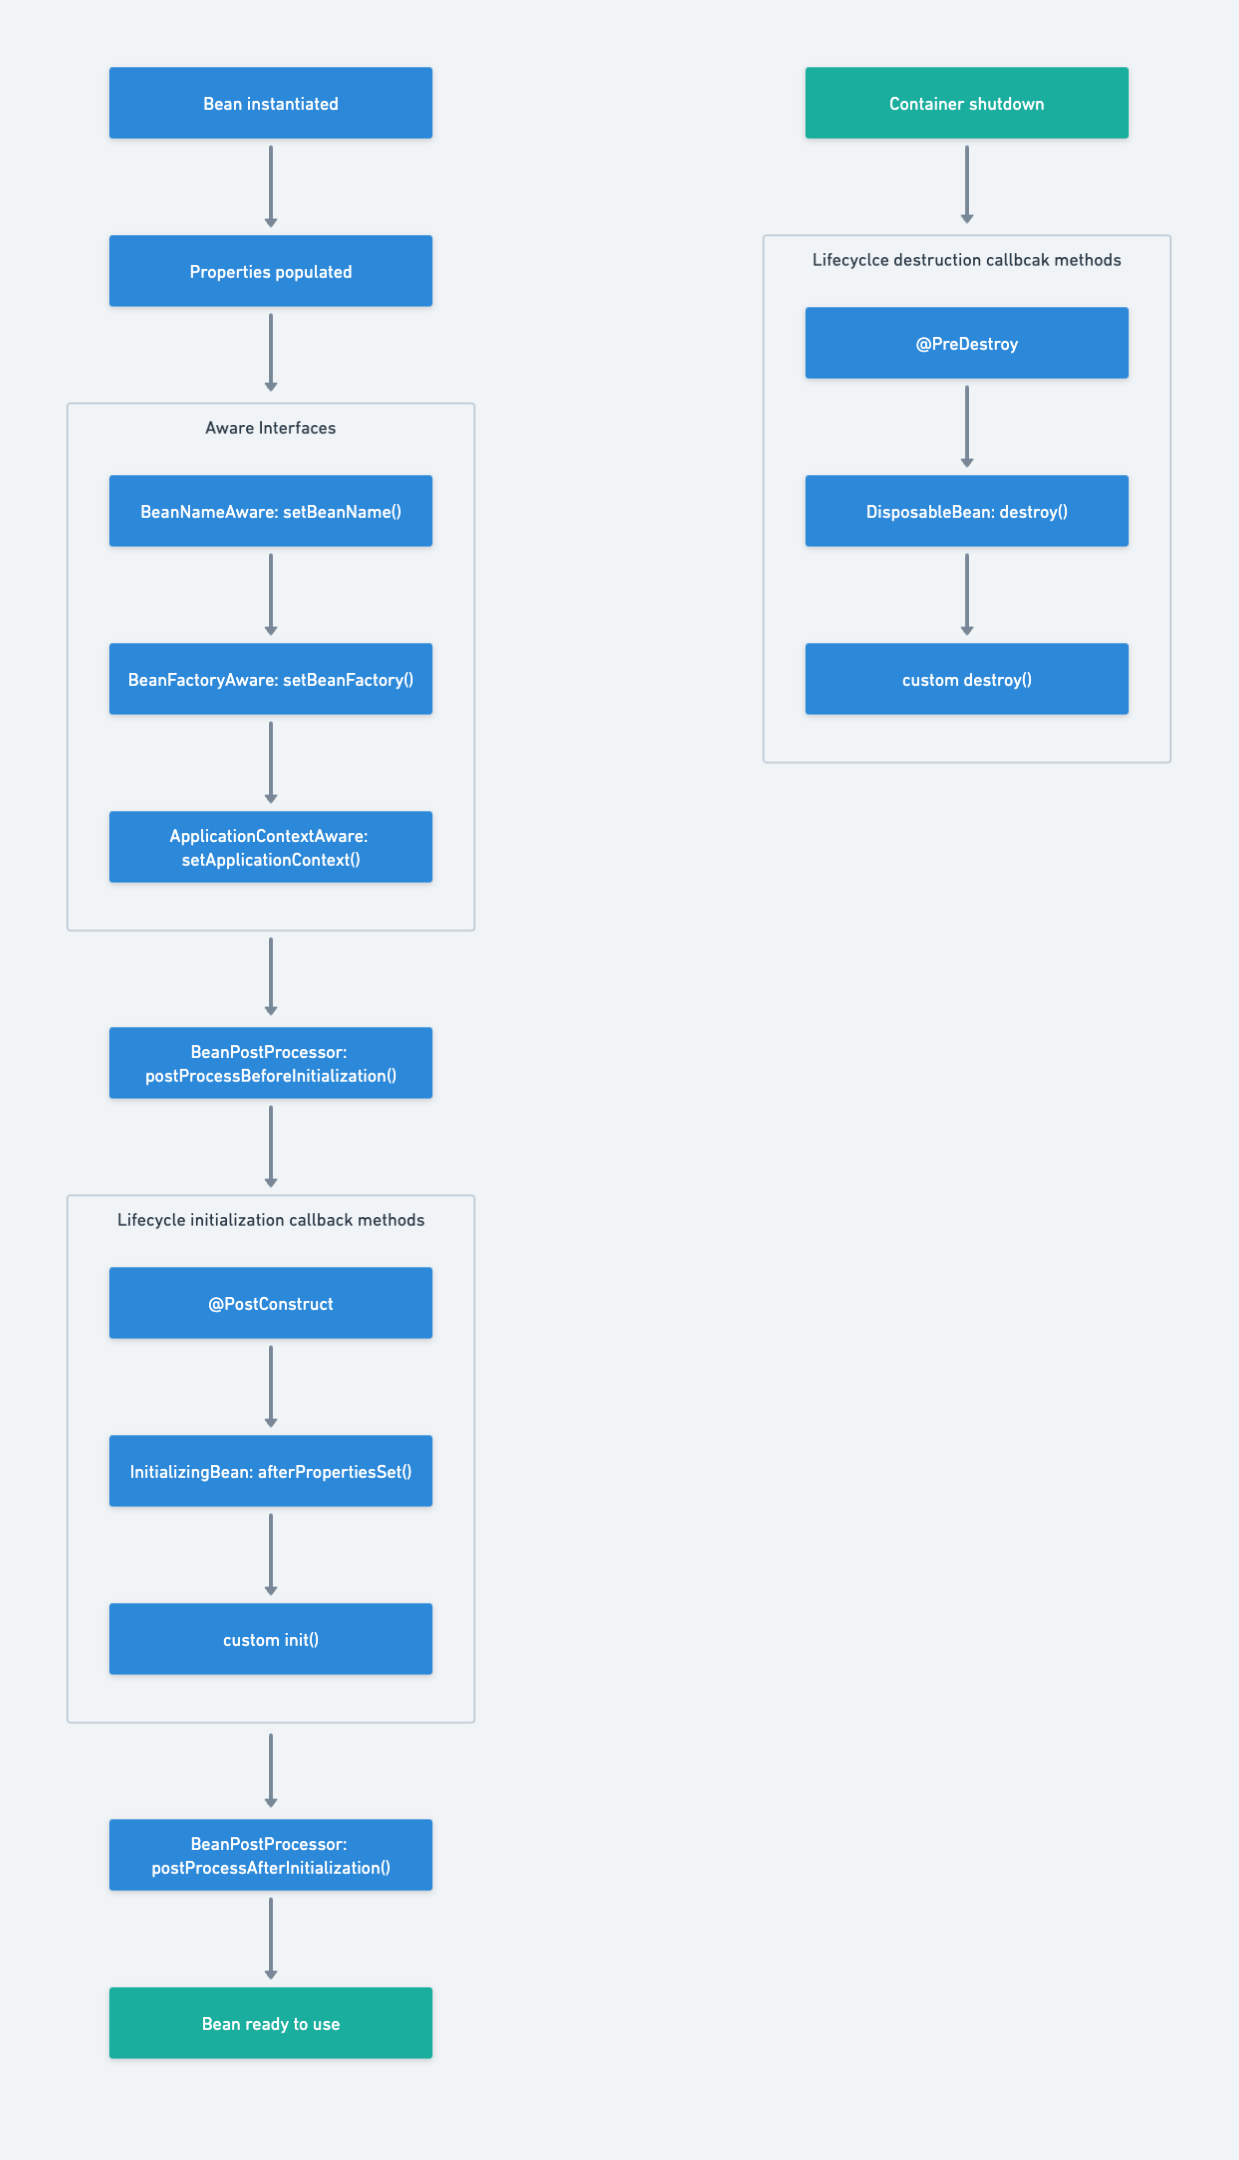 Bean instantiated
Properties populated
Aware Interfaces
BeanNameAware: setBeanName()
BeanFactoryAware: setBeanFactory()
ApplicationContextAware:
setApplicationContext()
BeanPostProcessor:
postProcessBeforeInitialization()
Lifecycle initialization callback methods
@PostConstruct
InitializingBean: afterPropertiesSet()
custom init()
BeanPostProcessor:
postProcessAfterInitialization()
Bean ready to use
Container shutdown
Lifecyclce destruction callbcak methods
@PreDestroy
DisposableBean: destroy()
custom destroy()